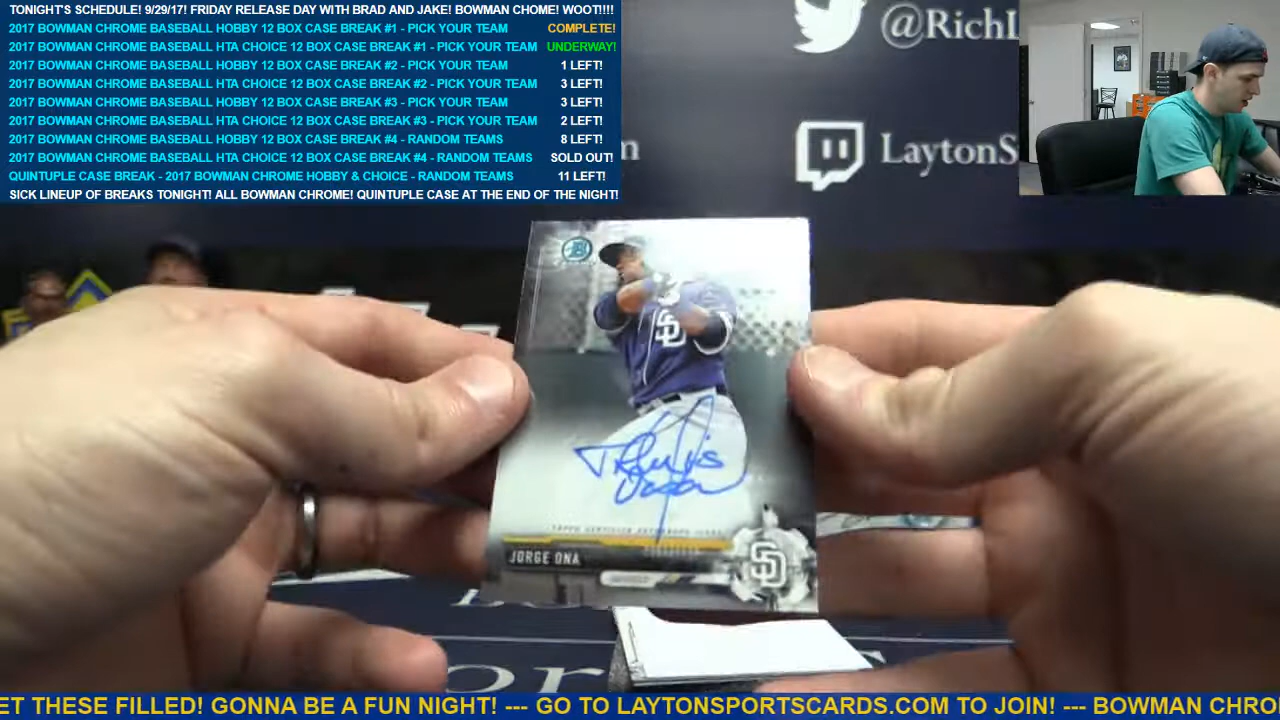 TONIGHT'S SCHEDULE! 9/29/17! FRIDAY RELEASE DAY WITH BRAD AND JAKE! BOWMAN CHOME! WOOT!!!!
2017 BOWMAN CHROME BASEBALL HOBBY 12 BOX CASE BREAK #1 - PICK YOUR TEAM COMPLETE!
2017 BOWMAN CHROME BASEBALL HTA CHOICE 12 BOX CASE BREAK #1 - PICK YOUR TEAM UNDERWAY!
2017 BOWMAN CHROME BASEBALL HOBBY 12 BOX CASE BREAK #2 - PICK YOUR TEAM 1 LEFT!
2017 BOWMAN CHROME BASEBALL HTA CHOICE 12 BOX CASE BREAK #2 - PICK YOUR TEAM 3 LEFT!
2017 BOWMAN CHROME BASEBALL HOBBY 12 BOX CASE BREAK #3 - PICK YOUR TEAM 3 LEFT!
2017 BOWMAN CHROME BASEBALL HTA CHOICE 12 BOX CASE BREAK #3 - PICK YOUR TEAM 2 LEFT!
2017 BOWMAN CHROME BASEBALL HOBBY 12 BOX CASE BREAK #4 - RANDOM TEAMS 8 LEFT!
2017 BOWMAN CHROME BASEBALL HTA CHOICE 12 BOX CASE BREAK #4 - RANDOM TEAMS SOLD OUT!
QUINTUPLE CASE BREAK - 2017 BOWMAN CHROME HOBBY & CHOICE - RANDOM TEAMS 11 LEFT!
SICK LINEUP OF BREAKS TONIGHT! ALL BOWMAN CHROME! QUINTUPLE CASE AT THE END OF THE NIGHT!
@RichL
m
LaytonS
B
SD
TOPPS CERTIFIED AUTOGRAPH ISSUE
JORGE ONA
SD
or
ET THESE FILLED! GONNA BE A FUN NIGHT! --- GO TO LAYTONSPORTSCARDS.COM TO JOIN! --- BOWMAN CHRO